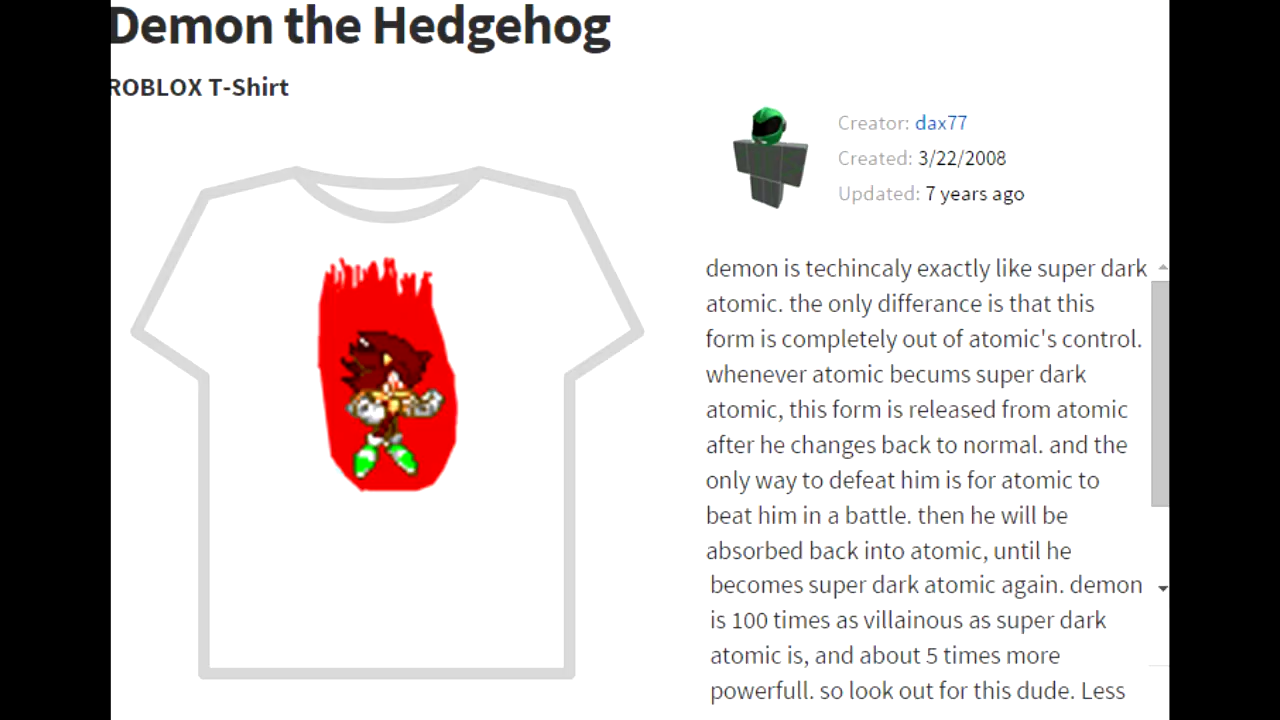 Demon the Hedgehog
ROBLOX T-Shirt
Creator: dax77
Created: 3/22/2008
Updated: 7 years ago
demon is techincaly exactly like super dark
atomic. the only differance is that this
form is completely out of atomic's control.
whenever atomic becums super dark
atomic, this form is released from atomic
after he changes back to normal. and the
only way to defeat him is for atomic to
beat him in a battle. then he will be
absorbed back into atomic, until he
becomes super dark atomic again. demon
is 100 times as villainous as super dark
atomic is, and about 5 times more
powerfull. so look out for this dude. Less